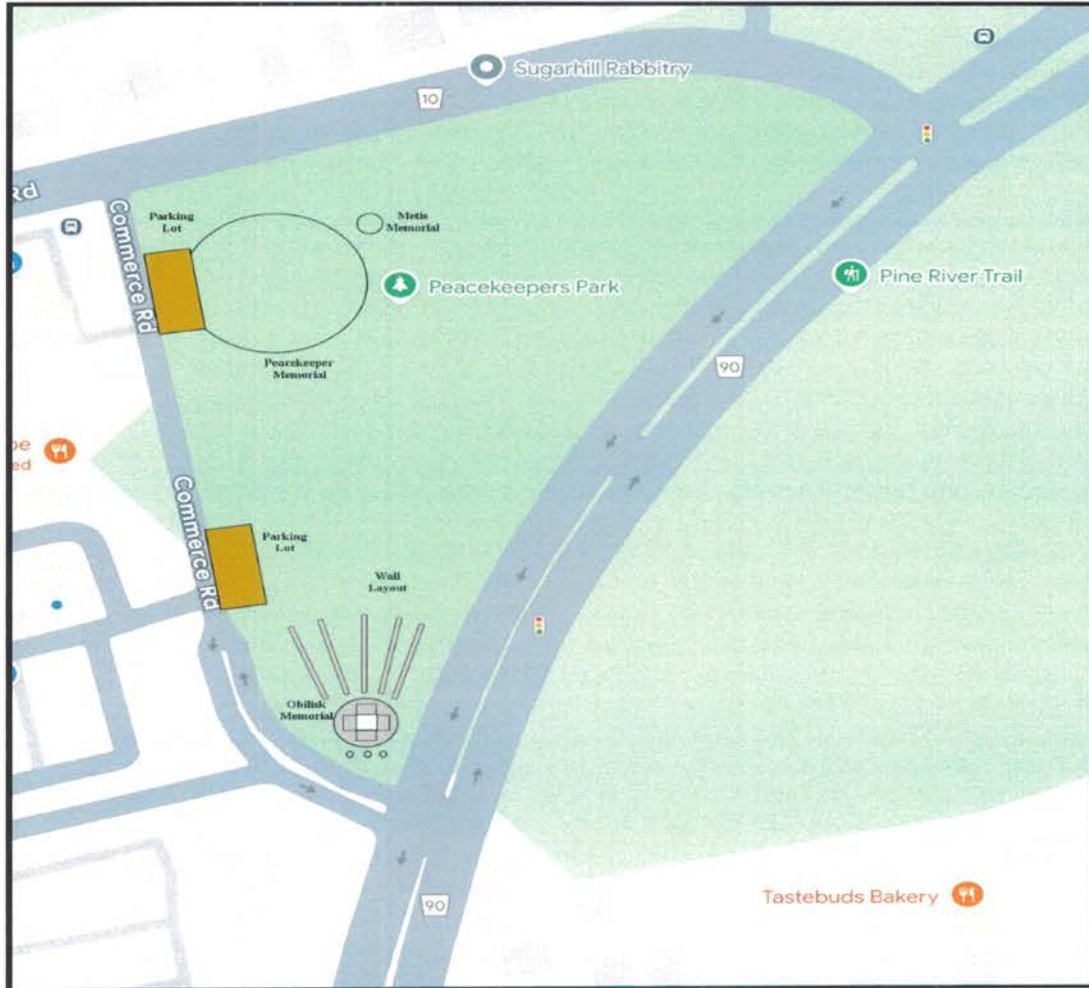 Sugarhill Rabbitry
10
Rd
Commerce Rd
Parking
Lot
Metis
Memorial
Peacekeepers Park
Pine River Trail
Peacekeeper
Memorial
90
ed
Commerce Rd
Parking
Lot
Wall
Layout
Obilisk
Memorial
90
Tastebuds Bakery